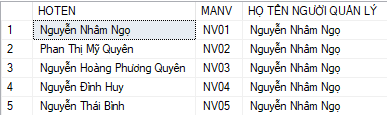 HOTEN MANV HỌ TÊN NGƯỜI QUẢN LÝ
1 Nguyễn Nhâm Ngọ NV01 Nguyễn Nhâm Ngọ
2 Phan Thị Mỹ Quyên NV02 Nguyễn Nhâm Ngọ
3 Nguyễn Hoàng Phương Quyên NV03 Nguyễn Nhâm Ngọ
4 Nguyễn Đình Huy NV04 Nguyễn Nhâm Ngọ
5 Nguyễn Thái Bình NV05 Nguyễn Nhâm Ngọ